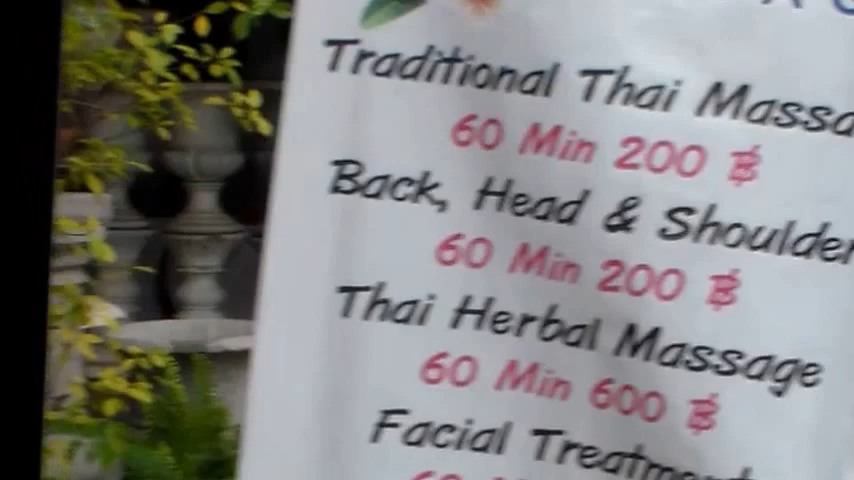 Traditional Thai Massa
60 Min 200 ฿
Back, Head & Shoulder
60 Min 200 ฿
Thai Herbal Massage
60 Min 600 ฿
Facial Treatment
60